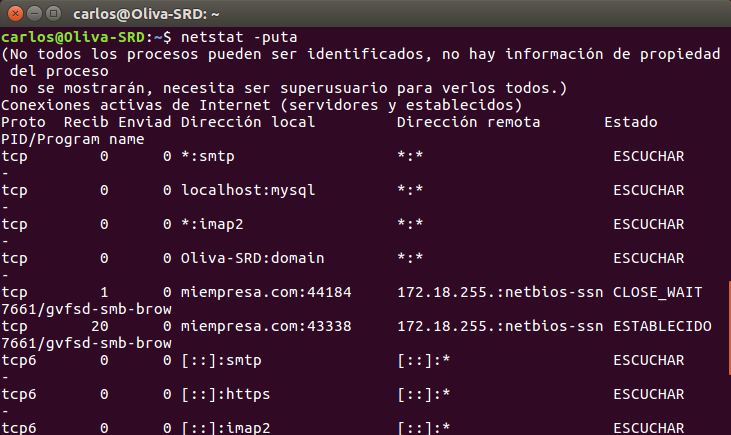 carlos@Oliva-SRD: ~
carlos@Oliva-SRD:~$ netstat -puta
(No todos los procesos pueden ser identificados, no hay información de propiedad
 del proceso
 no se mostrarán, necesita ser superusuario para verlos todos.)
Conexiones activas de Internet (servidores y establecidos)
Proto  Recib Enviad Dirección local         Dirección remota       Estado
PID/Program name
tcp        0      0 *:smtp                  *:*                     ESCUCHAR
-
tcp        0      0 localhost:mysql         *:*                     ESCUCHAR
-
tcp        0      0 *:imap2                 *:*                     ESCUCHAR
-
tcp        0      0 Oliva-SRD:domain        *:*                     ESCUCHAR
-
tcp        1      0 miempresa.com:44184     172.18.255.:netbios-ssn CLOSE_WAIT
7661/gvfsd-smb-brow
tcp       20      0 miempresa.com:43338     172.18.255.:netbios-ssn ESTABLECIDO
7661/gvfsd-smb-brow
tcp6       0      0 [::]:smtp               [::]:*                  ESCUCHAR
-
tcp6       0      0 [::]:https              [::]:*                  ESCUCHAR
-
tcp6       0      0 [::]:imap2              [::]:*                  ESCUCHAR